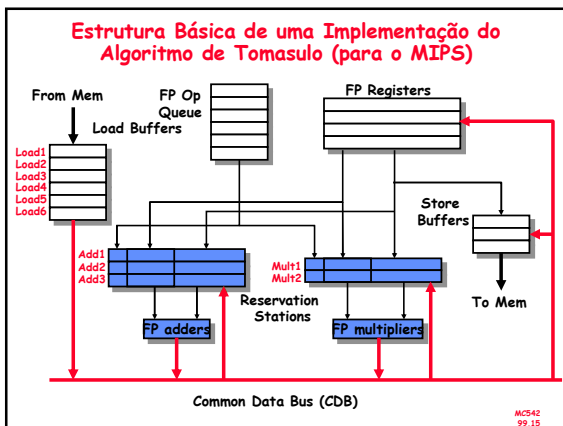 Estrutura Básica de uma Implementação do
Algoritmo de Tomasulo (para o MIPS)
From Mem
FP Op
Queue
FP Registers
Load Buffers
Load1
Load2
Load3
Load4
Load5
Load6
Store
Buffers
Add1
Add2
Add3
Mult1
Mult2
Reservation
Stations
To Mem
FP adders
FP multipliers
Common Data Bus (CDB)
MC542
99.15